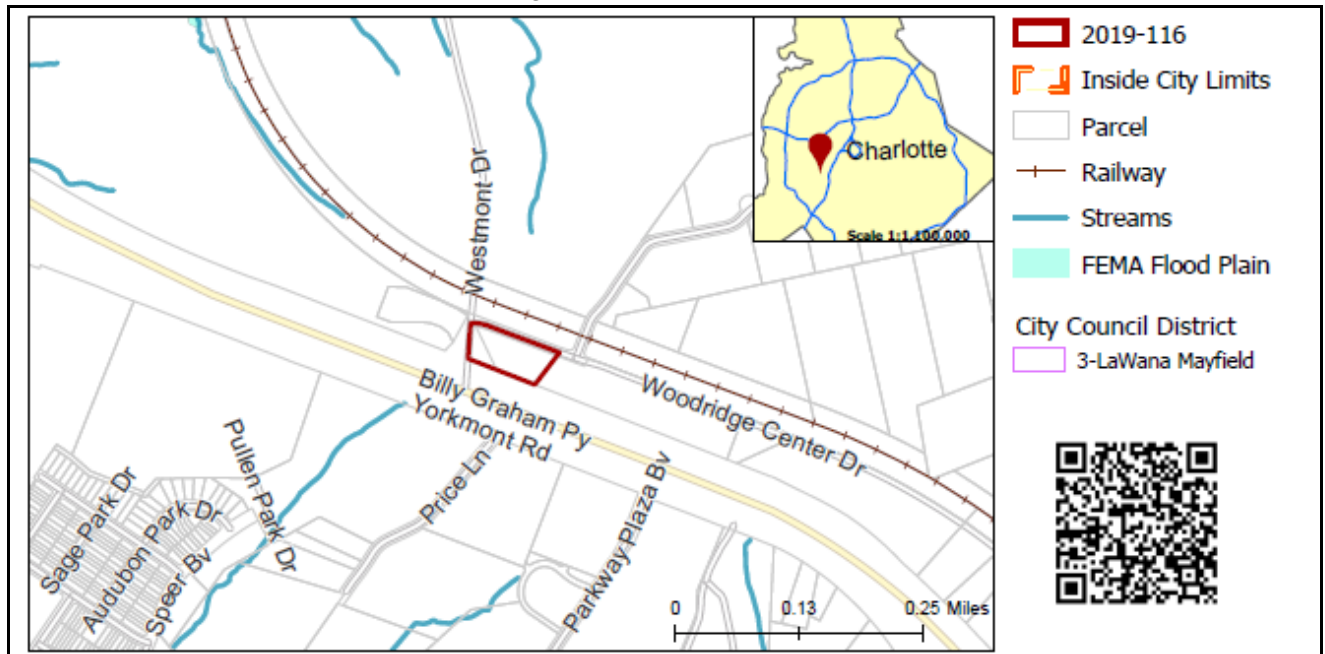 Westmont Dr
Billy Graham Py
Yorkmont Rd
Woodridge Center Dr
Pullen Park Dr
Price Ln
Parkway Plaza Bv
Sage Park Dr
Audubon Park Dr
Speer Bv
0 0.13 0.25 Miles
Charlotte
Scale 1:1,100,000
2019-116
Inside City Limits
Parcel
Railway
Streams
FEMA Flood Plain
City Council District
3-LaWana Mayfield